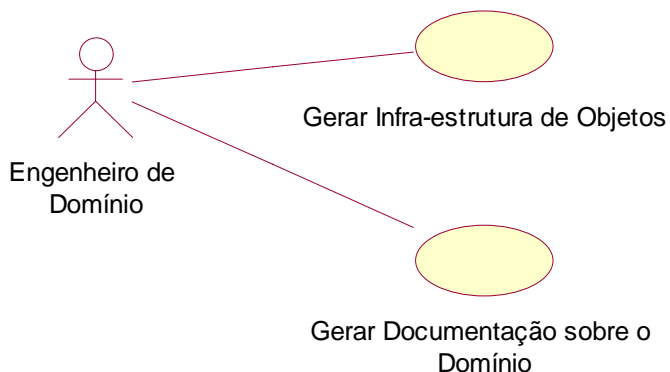 Gerar Infra-estrutura de Objetos
Engenheiro de
Domínio
Gerar Documentação sobre o
Domínio